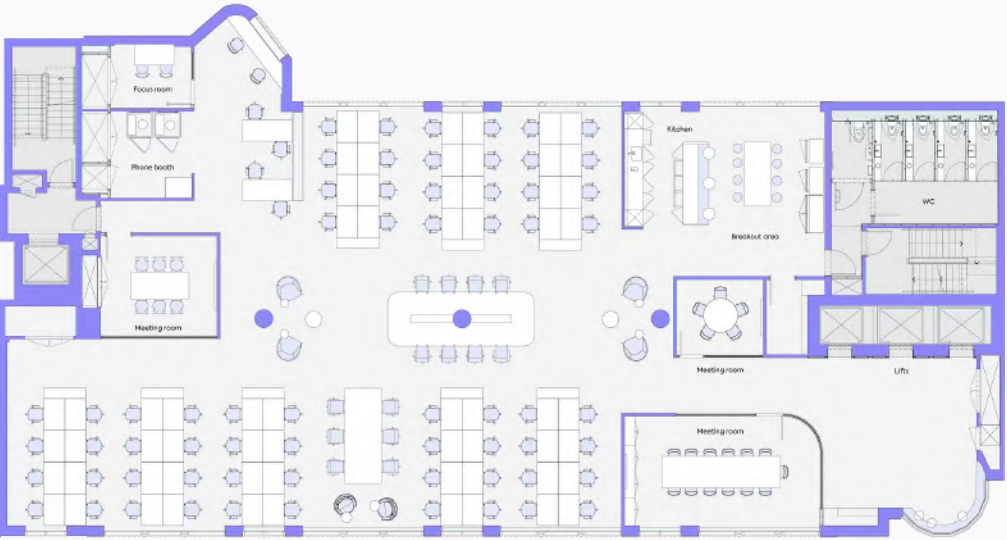 Focus room
Kitchen
Phone booth
WC
Breakout area
Meeting room
Meeting room
Lifts
Meeting room